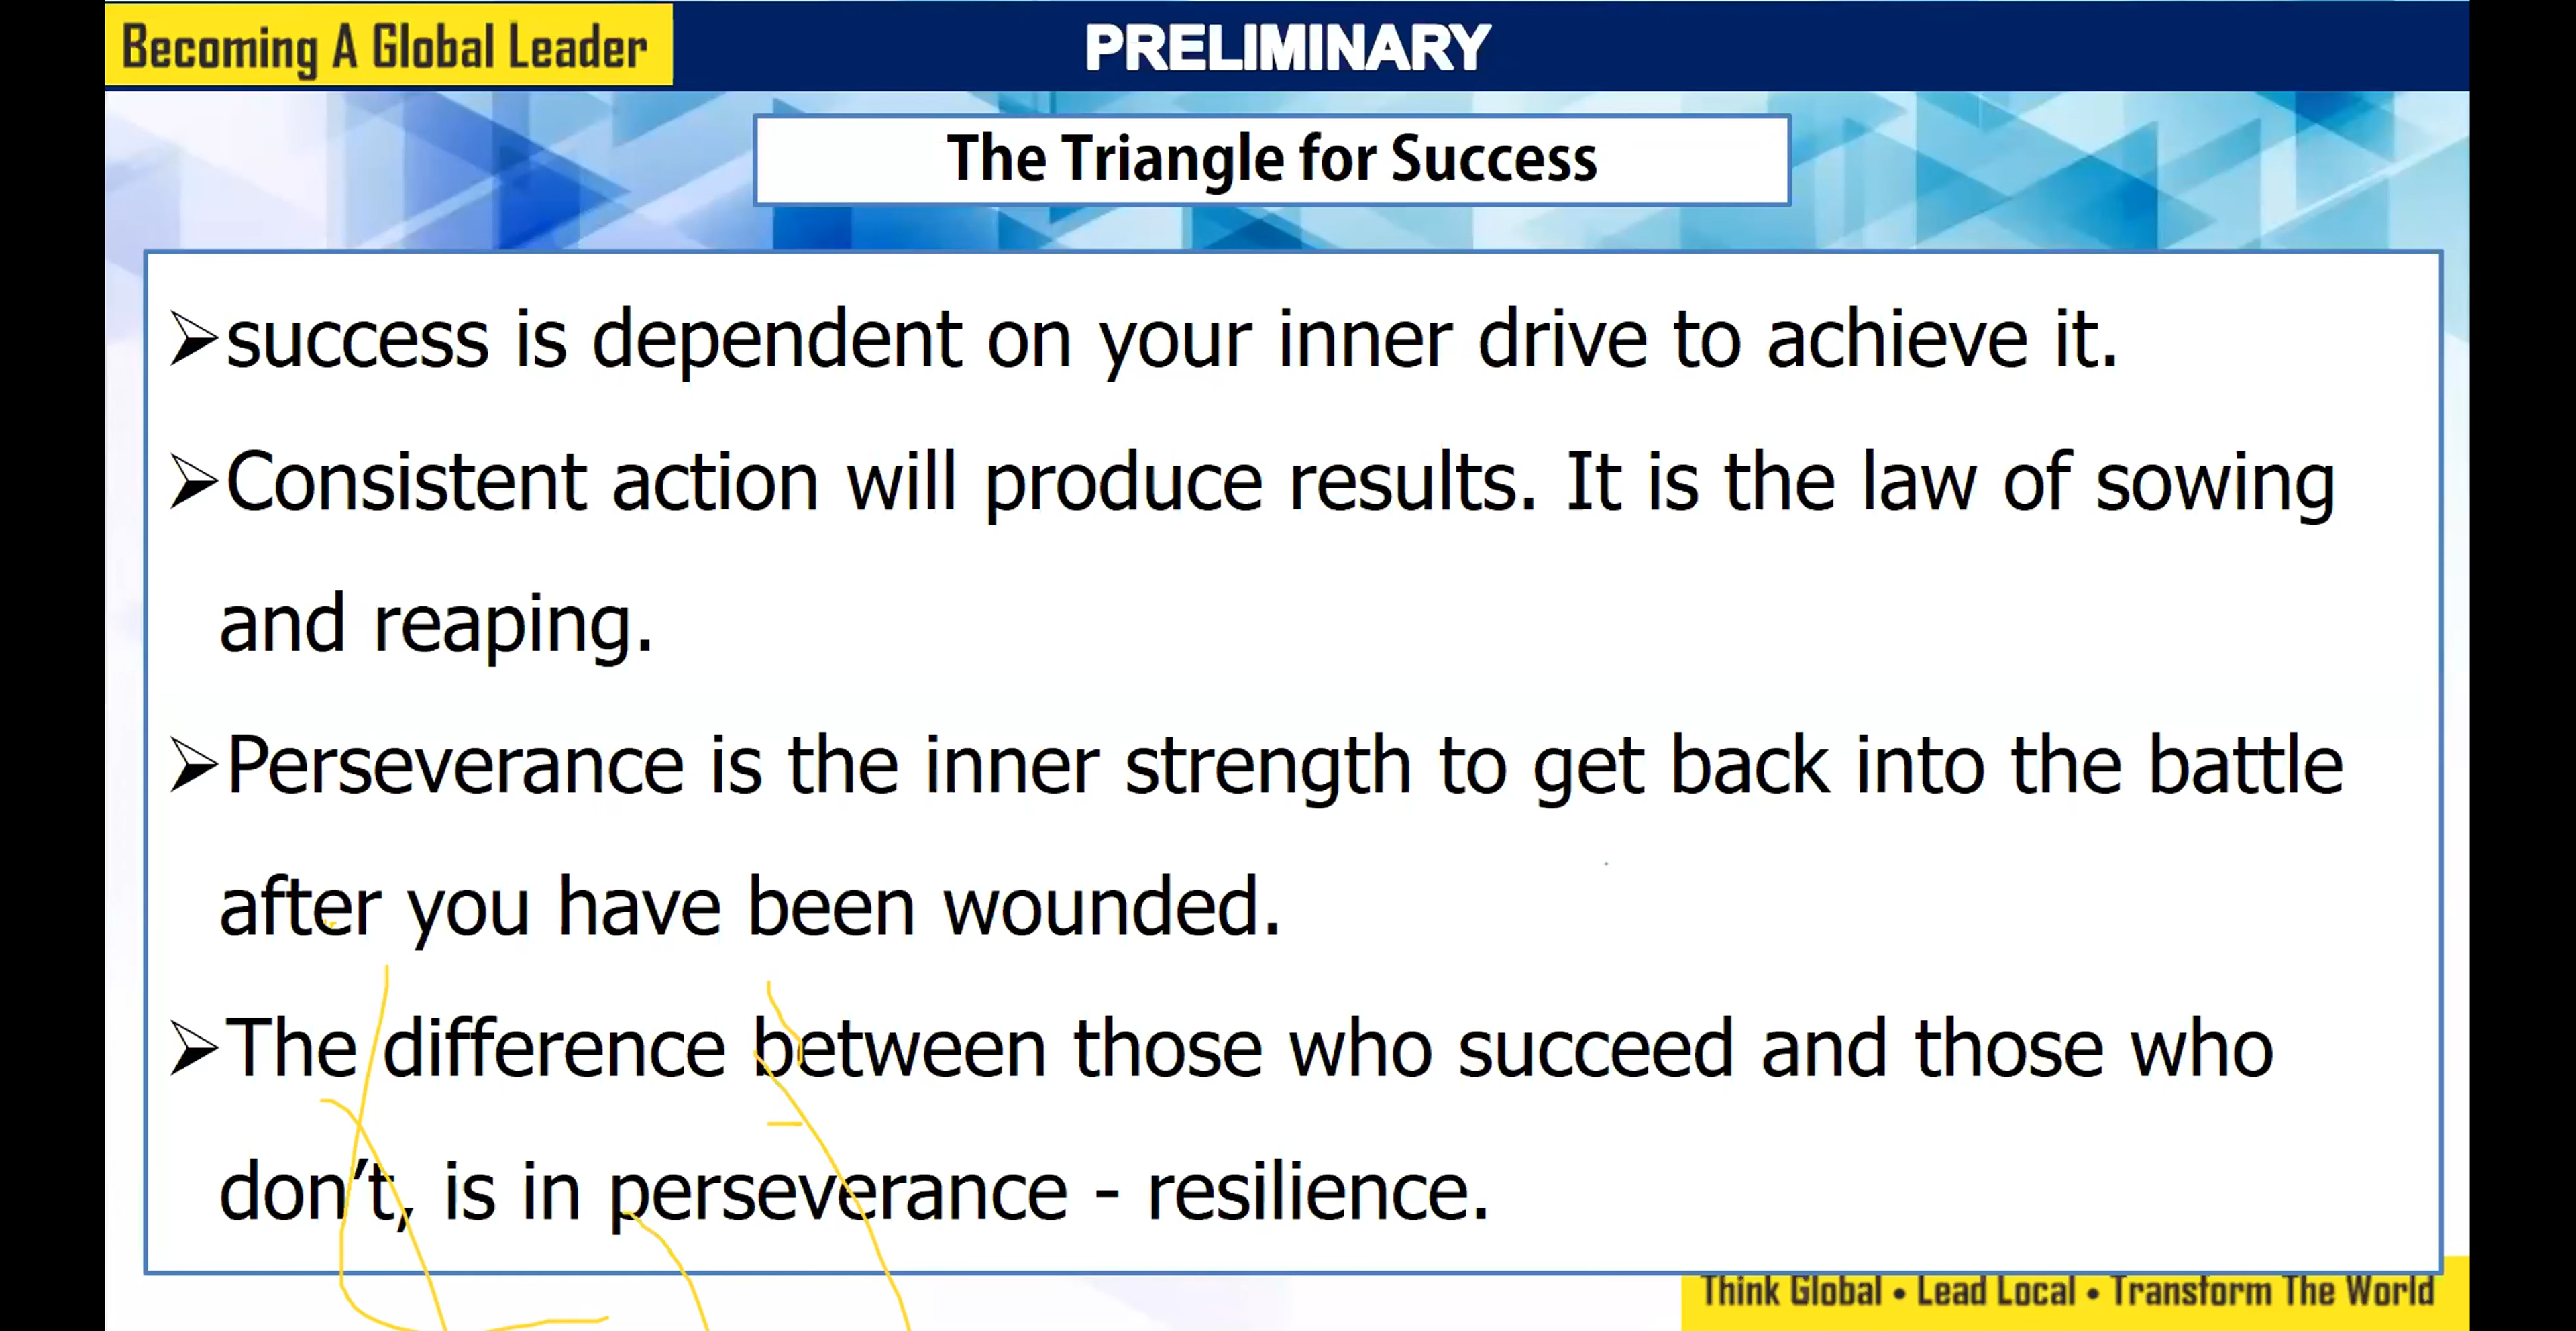 Becoming A Global Leader
PRELIMINARY
The Triangle for Success
➢success is dependent on your inner drive to achieve it.
➢Consistent action will produce results. It is the law of sowing
and reaping.
➢Perseverance is the inner strength to get back into the battle
after you have been wounded.
➢The difference between those who succeed and those who
don’t, is in perseverance - resilience.
Think Global • Lead Local • Transform The World